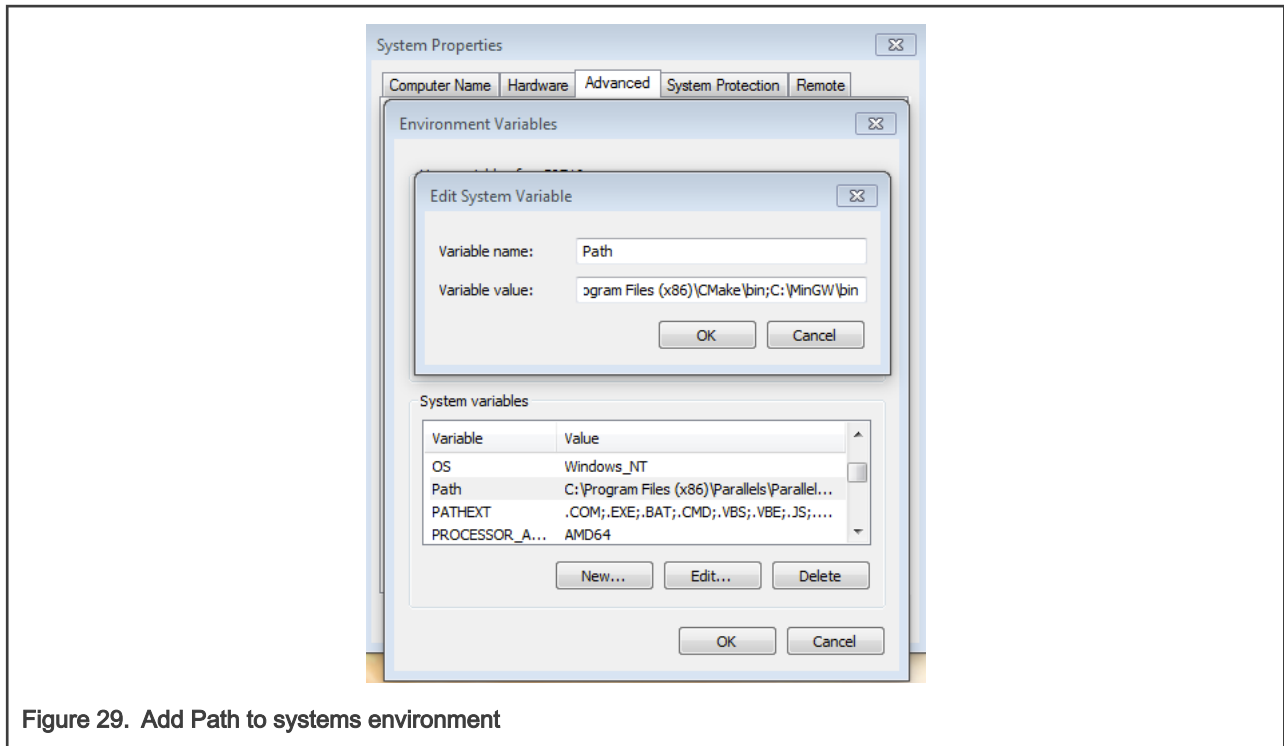 System Properties
Computer Name Hardware Advanced System Protection Remote
Environment Variables
Edit System Variable
Variable name: Path
Variable value: ogram Files (x86)\CMake\bin;C:\MinGW\bin
OK Cancel
System variables
Variable Value
OS Windows_NT
Path C:\Program Files (x86)\Parallels\Parallel...
PATHEXT .COM;.EXE;.BAT;.CMD;.VBS;.VBE;.JS;....
PROCESSOR_A... AMD64
New... Edit... Delete
OK Cancel
Figure 29. Add Path to systems environment